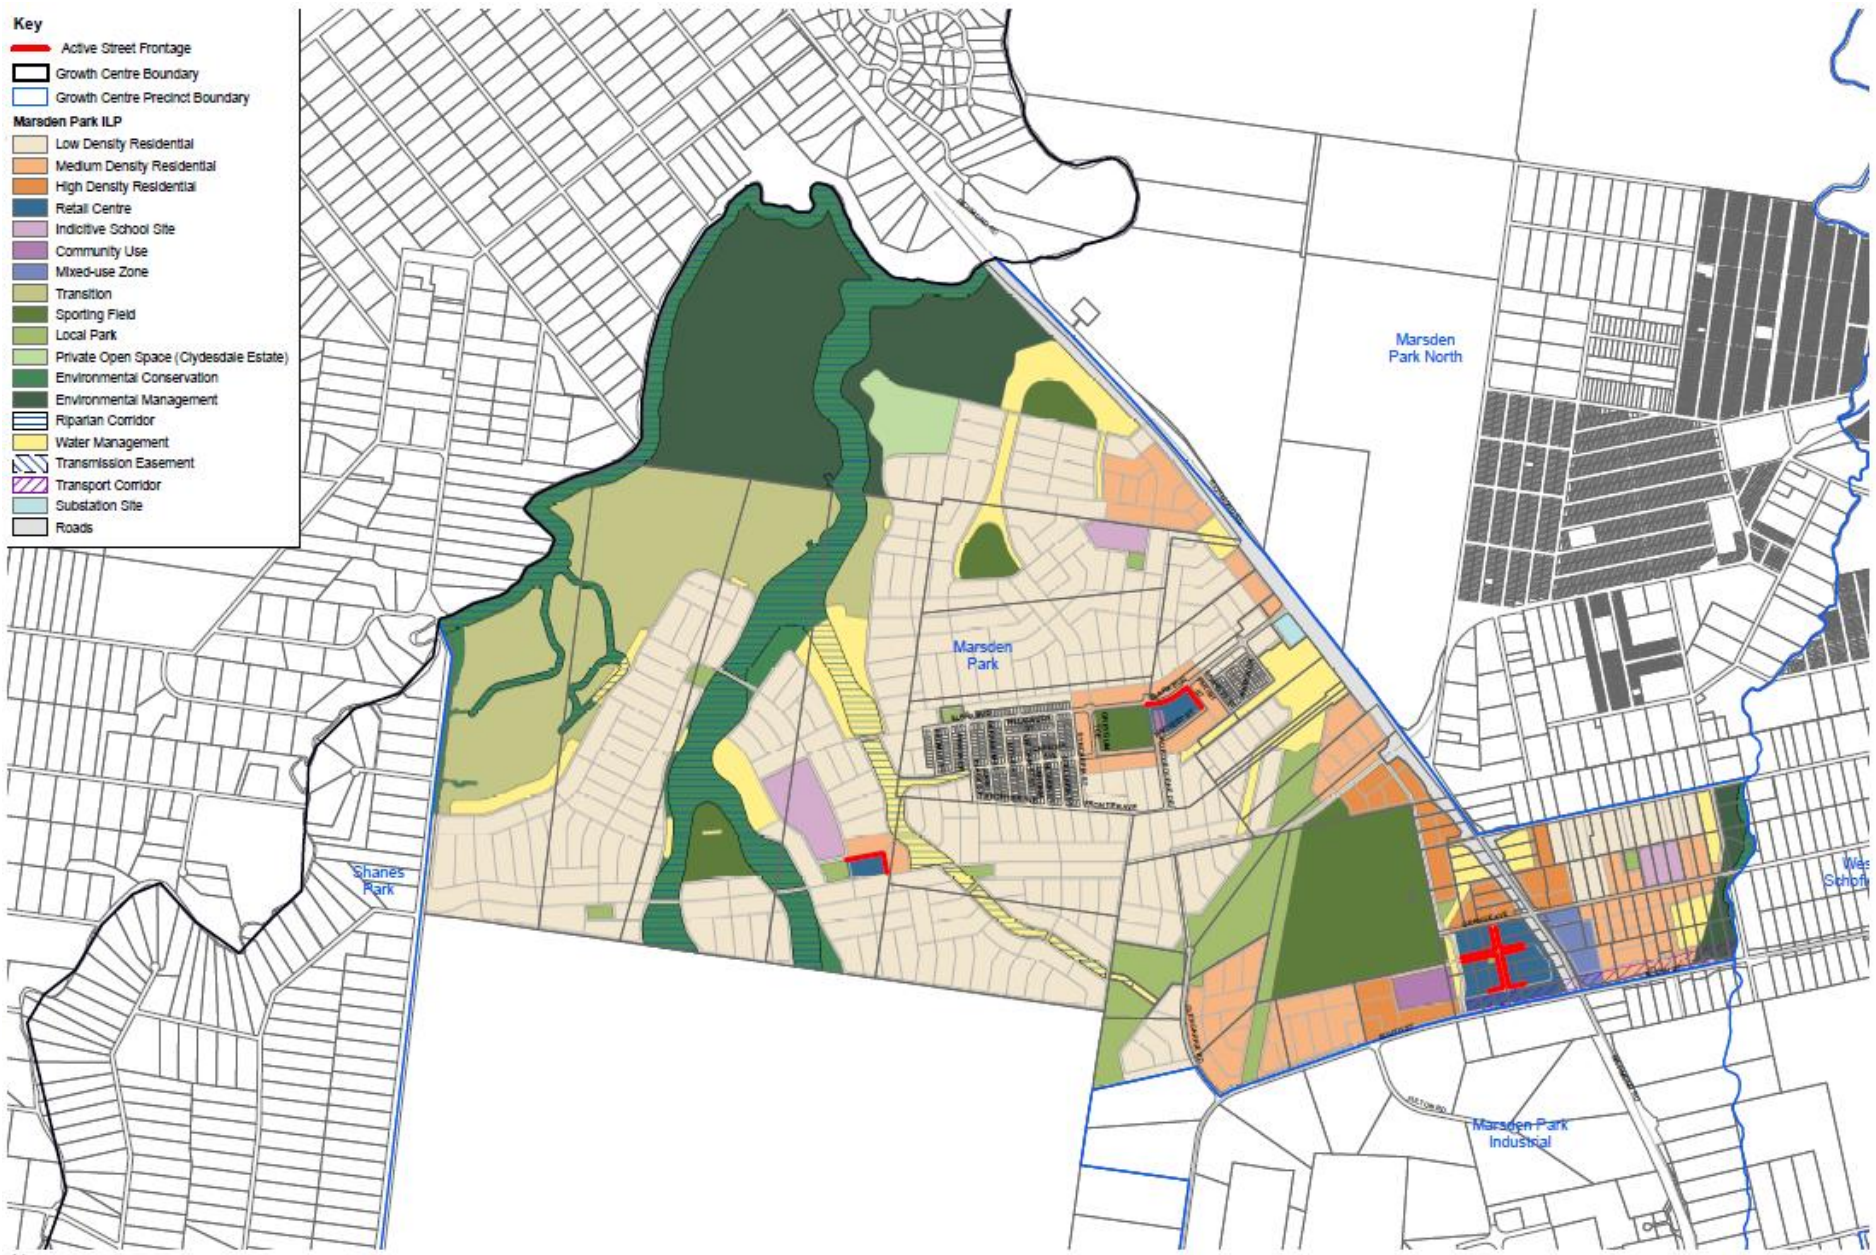 Key
Active Street Frontage
Growth Centre Boundary
Growth Centre Precinct Boundary
Marsden Park ILP
Low Density Residential
Medium Density Residential
High Density Residential
Retail Centre
Indicitive School Site
Community Use
Mixed-use Zone
Transition
Sporting Field
Local Park
Private Open Space (Clydesdale Estate)
Environmental Conservation
Environmental Management
Riparian Corridor
Water Management
Transmission Easement
Transport Corridor
Substation Site
Roads
Marsden
Park North
Marsden
Park
Shanes
Park
Marsden Park
Industrial